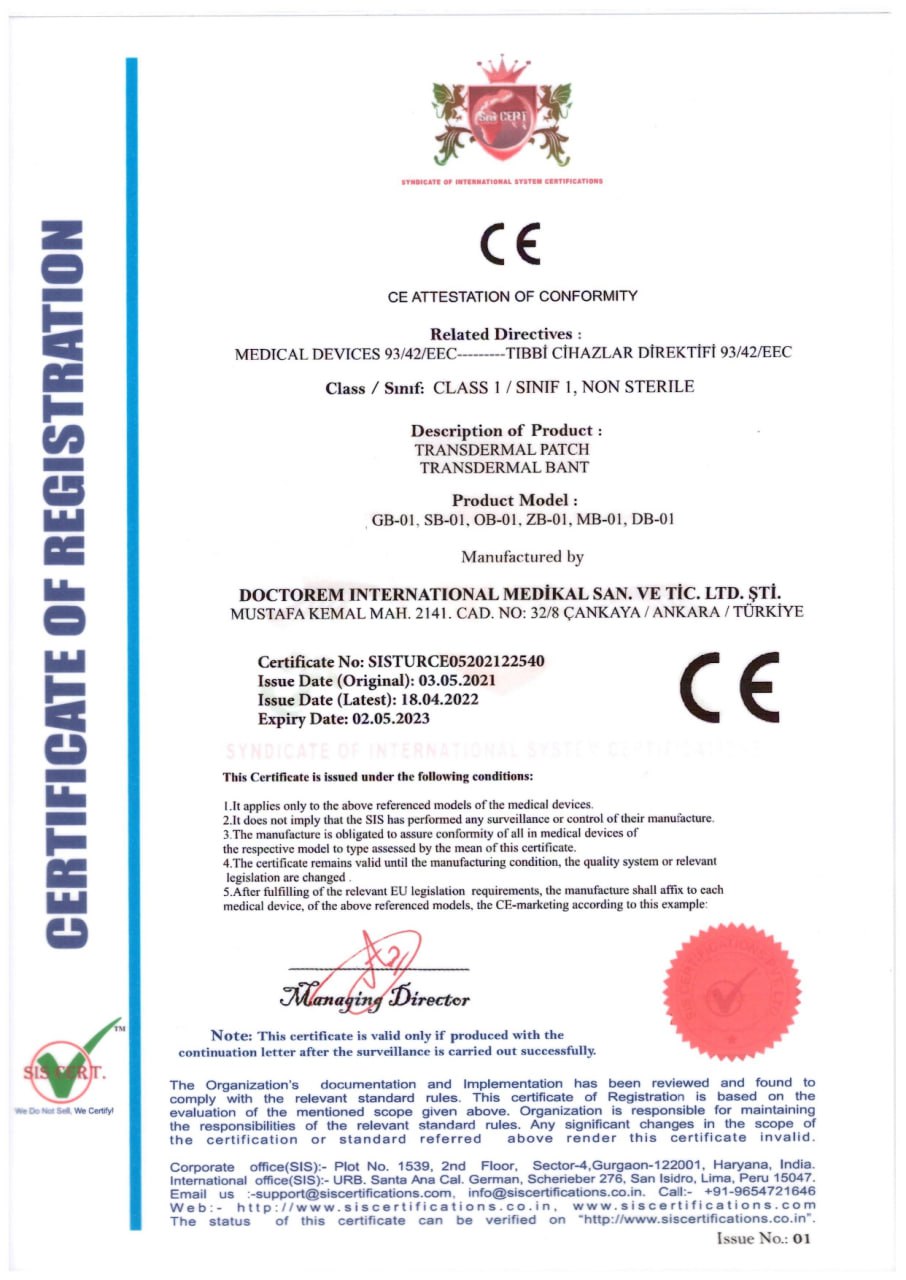 CERTIFICATE OF REGISTRATION
SIS CERT
SYNDICATE OF INTERNATIONAL SYSTEM CERTIFICATIONS
CE
CE ATTESTATION OF CONFORMITY
Related Directives :
MEDICAL DEVICES 93/42/EEC---------TIBBİ CİHAZLAR DİREKTİFİ 93/42/EEC
Class / Sınıf: CLASS 1 / SINIF 1, NON STERILE
Description of Product :
TRANSDERMAL PATCH
TRANSDERMAL BANT
Product Model :
GB-01, SB-01, OB-01, ZB-01, MB-01, DB-01
Manufactured by
DOCTOREM INTERNATIONAL MEDİKAL SAN. VE TİC. LTD. ŞTİ.
MUSTAFA KEMAL MAH. 2141. CAD. NO: 32/8 ÇANKAYA / ANKARA / TÜRKİYE
Certificate No: SISTURCE05202122540
Issue Date (Original): 03.05.2021
Issue Date (Latest): 18.04.2022
Expiry Date: 02.05.2023
CE
SYNDICATE OF INTERNATIONAL SYSTEM CERTIFICATIONS
This Certificate is issued under the following conditions:
1.It applies only to the above referenced models of the medical devices.
2.It does not imply that the SIS has performed any surveillance or control of their manufacture.
3.The manufacture is obligated to assure conformity of all in medical devices of
the respective model to type assessed by the mean of this certificate.
4.The certificate remains valid until the manufacturing condition, the quality system or relevant
legislation are changed .
5.After fulfilling of the relevant EU legislation requirements, the manufacture shall affix to each
medical device, of the above referenced models, the CE-marketing according to this example:
Managing Director
SIS CERTIFICATIONS PVT. LTD
Note: This certificate is valid only if produced with the
continuation letter after the surveillance is carried out successfully.
TM
SIS CERT.
We Do Not Sell, We Certify!
The Organization's documentation and Implementation has been reviewed and found to
comply with the relevant standard rules. This certificate of Registration is based on the
evaluation of the mentioned scope given above. Organization is responsible for maintaining
the responsibilities of the relevant standard rules. Any significant changes in the scope of
the certification or standard referred above render this certificate invalid.
Corporate office(SIS):- Plot No. 1539, 2nd Floor, Sector-4,Gurgaon-122001, Haryana, India.
International office(SIS):- URB. Santa Ana Cal. German, Scherieber 276, San Isidro, Lima, Peru 15047.
Email us :-support@siscertifications.com, info@siscertifications.co.in. Call:- +91-9654721646
Web:- http://www.siscertifications.co.in, www.siscertifications.com
The status of this certificate can be verified on "http://www.siscertifications.co.in".
Issue No.: 01